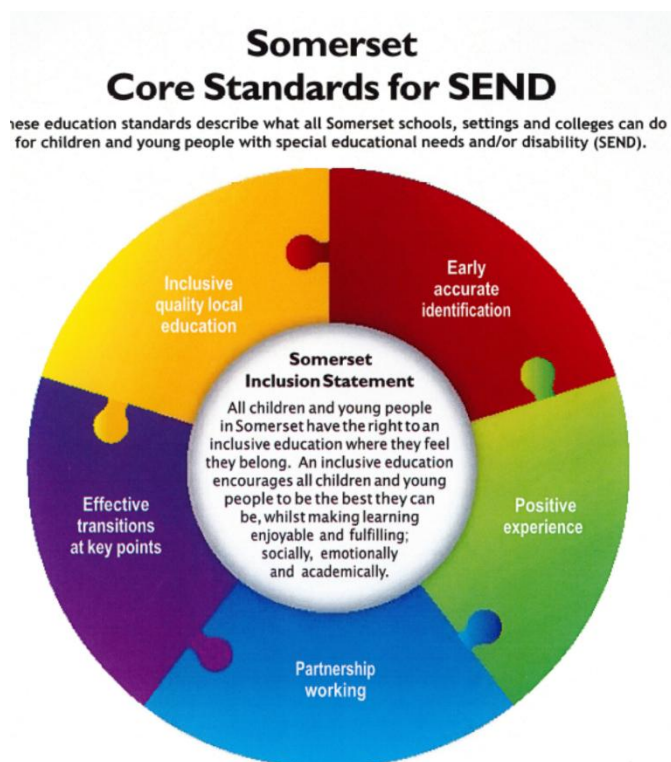 Somerset
Core Standards for SEND
education standards describe what all Somerset schools, settings and colleges can do
for children and young people with special educational needs and/or disability (SEND).
Inclusive
quality local
education
Early
accurate
identification
Somerset
Inclusion Statement
All children and young people
in Somerset have the right to an
inclusive education where they feel
they belong. An inclusive education
encourages all children and young
people to be the best they can
be, whilst making learning
enjoyable and fulfilling;
socially, emotionally
and academically.
Effective
transitions
at key points
Positive
experience
Partnership
working